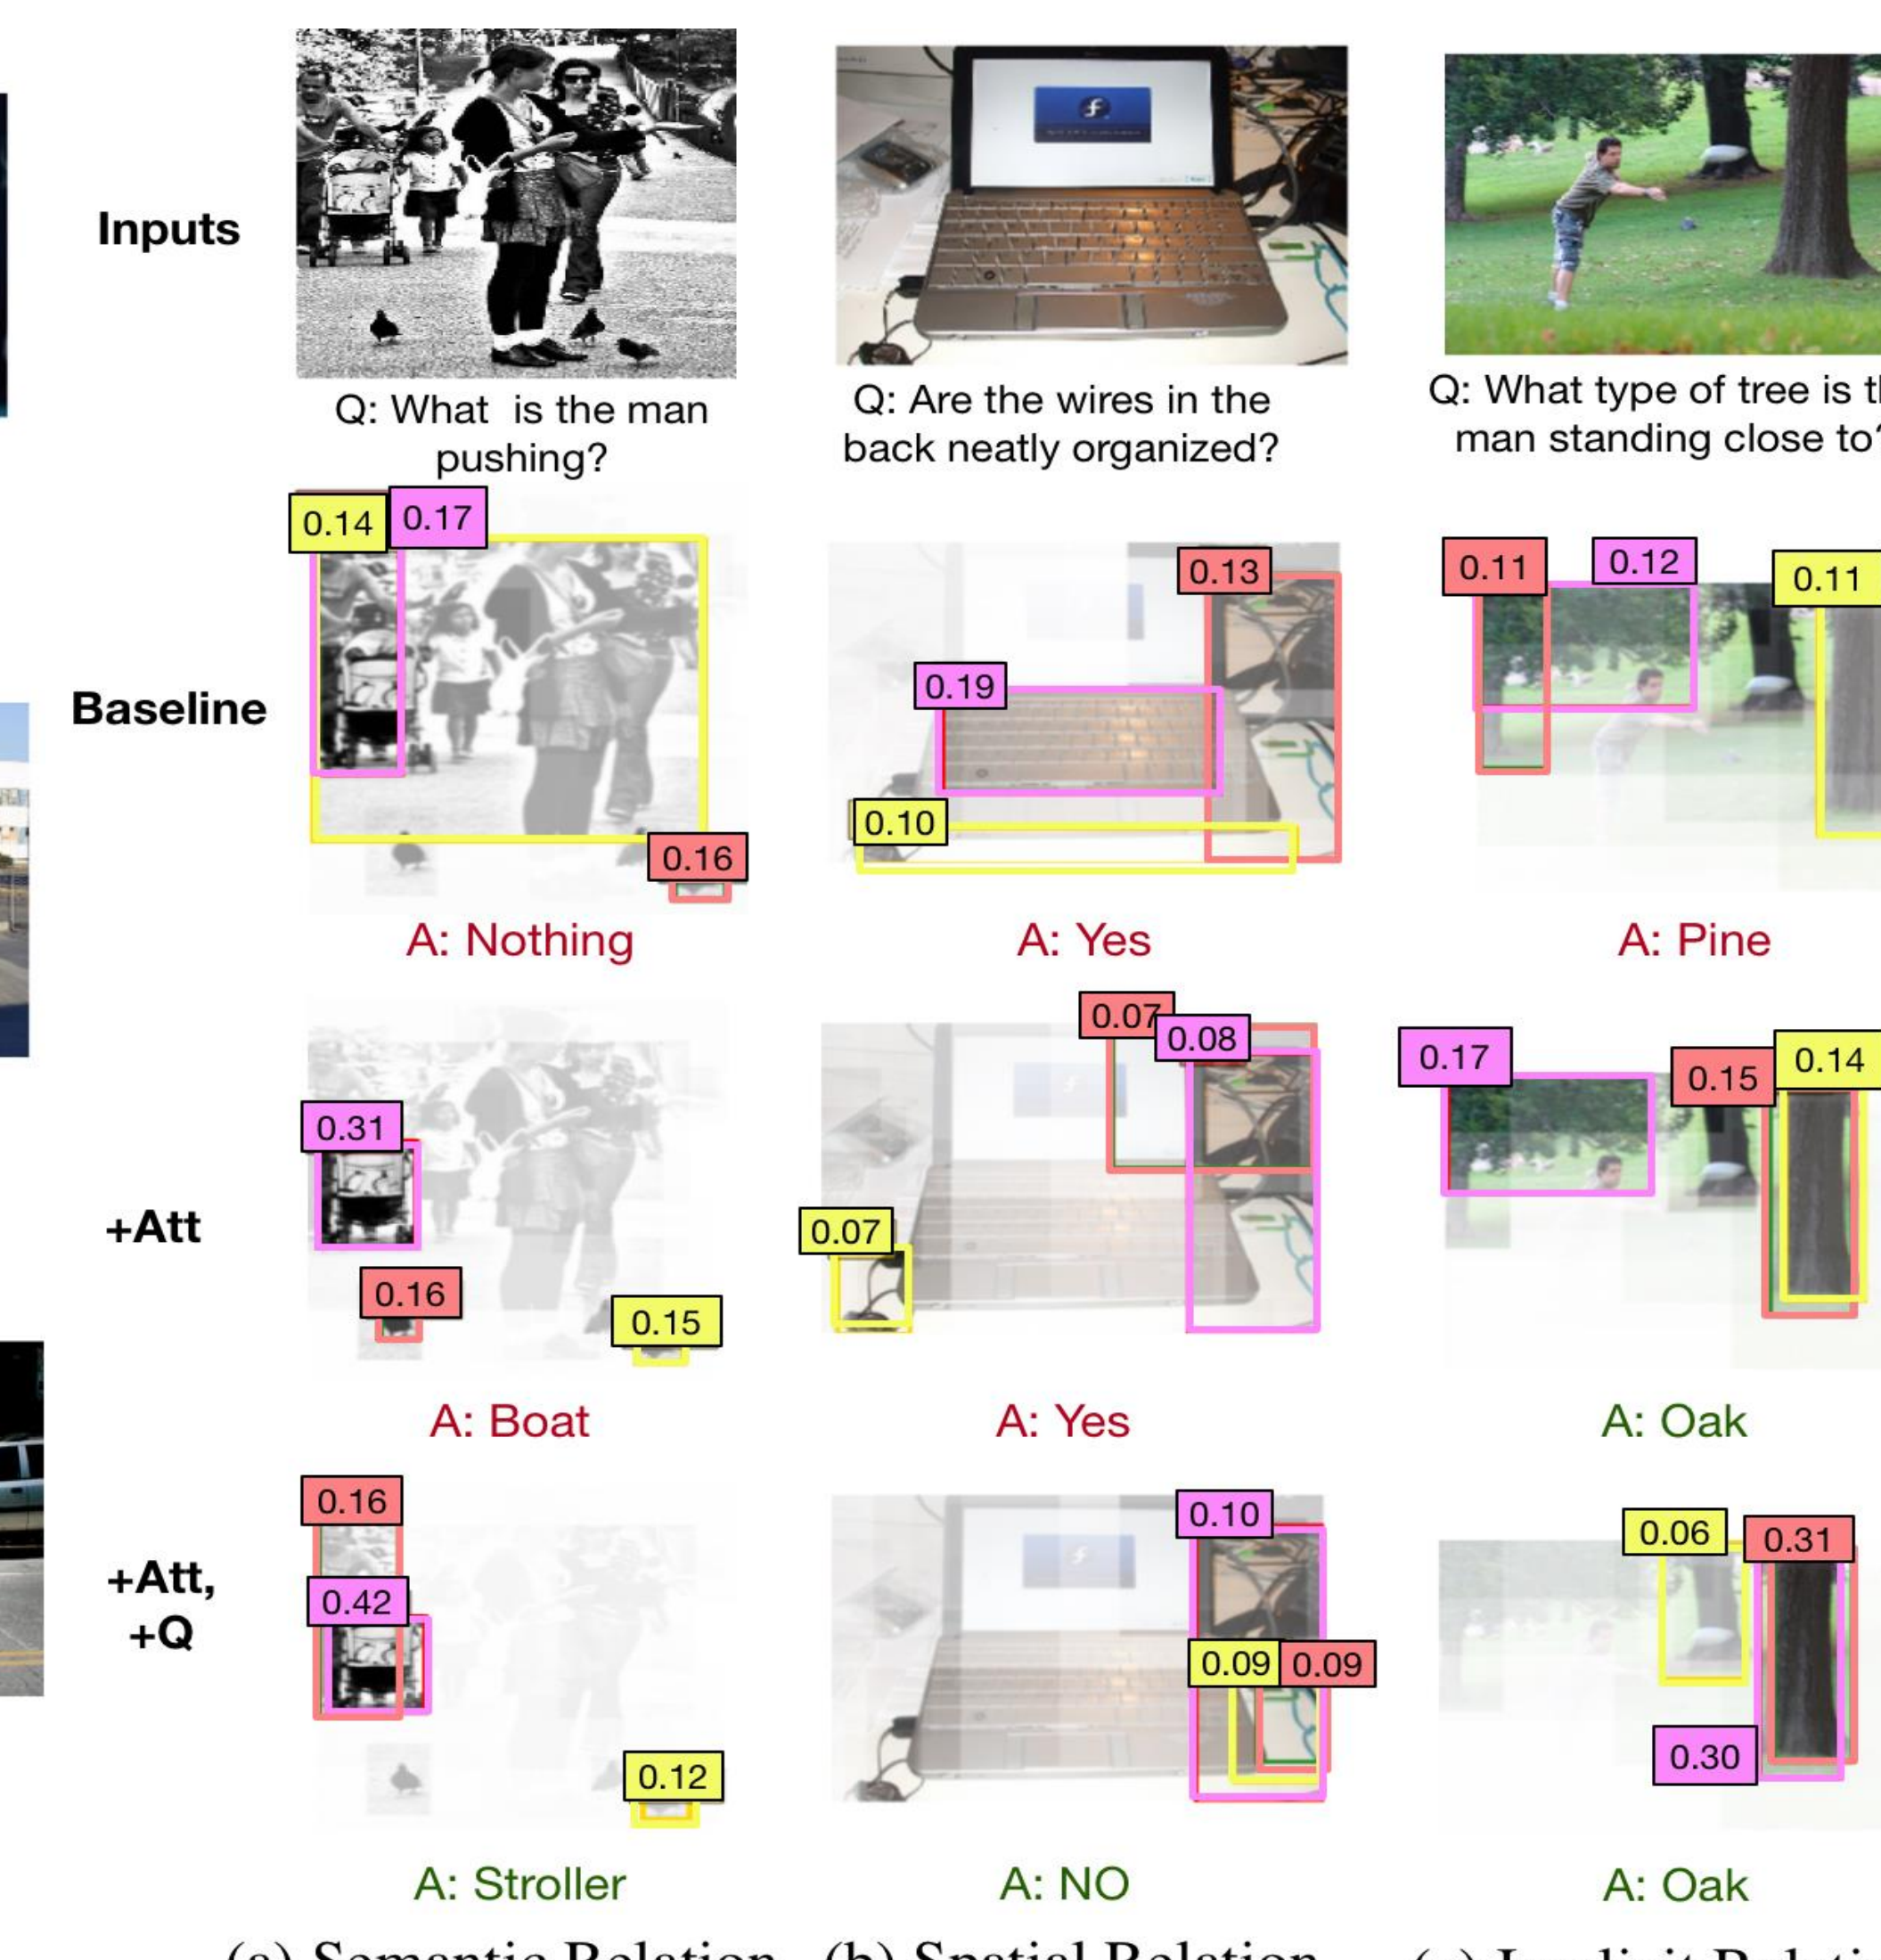 Inputs
Q: What is the man
pushing?
Q: Are the wires in the
back neatly organized?
Q: What type of tree is
man standing close to?
Baseline
0.14 0.17
0.16
A: Nothing
0.13
0.19
0.10
A: Yes
0.11 0.12 0.11
A: Pine
+Att
0.31
0.16
0.15
A: Boat
0.07 0.08
0.07
A: Yes
0.17 0.15 0.14
A: Oak
+Att,
+Q
0.16
0.42
0.12
A: Stroller
0.10
0.09 0.09
A: NO
0.06 0.31
0.30
A: Oak
(a) Semantic Relation (b) Spatial Relation